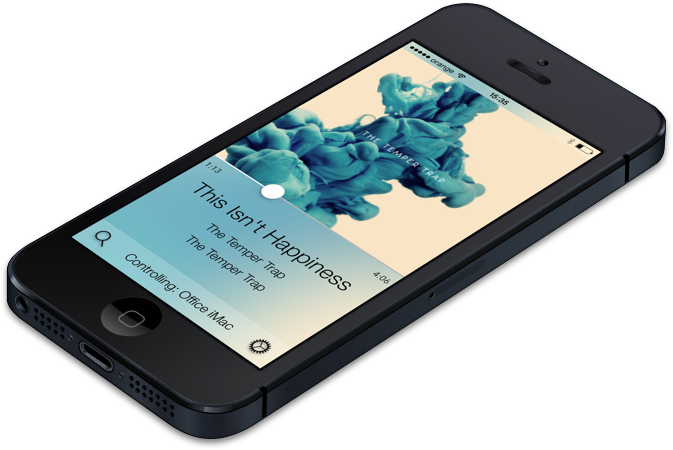 orange
15:35
THE TEMPER TRAP
1:13
4:06
This Isn't Happiness
The Temper Trap
The Temper Trap
Controlling: Office iMac